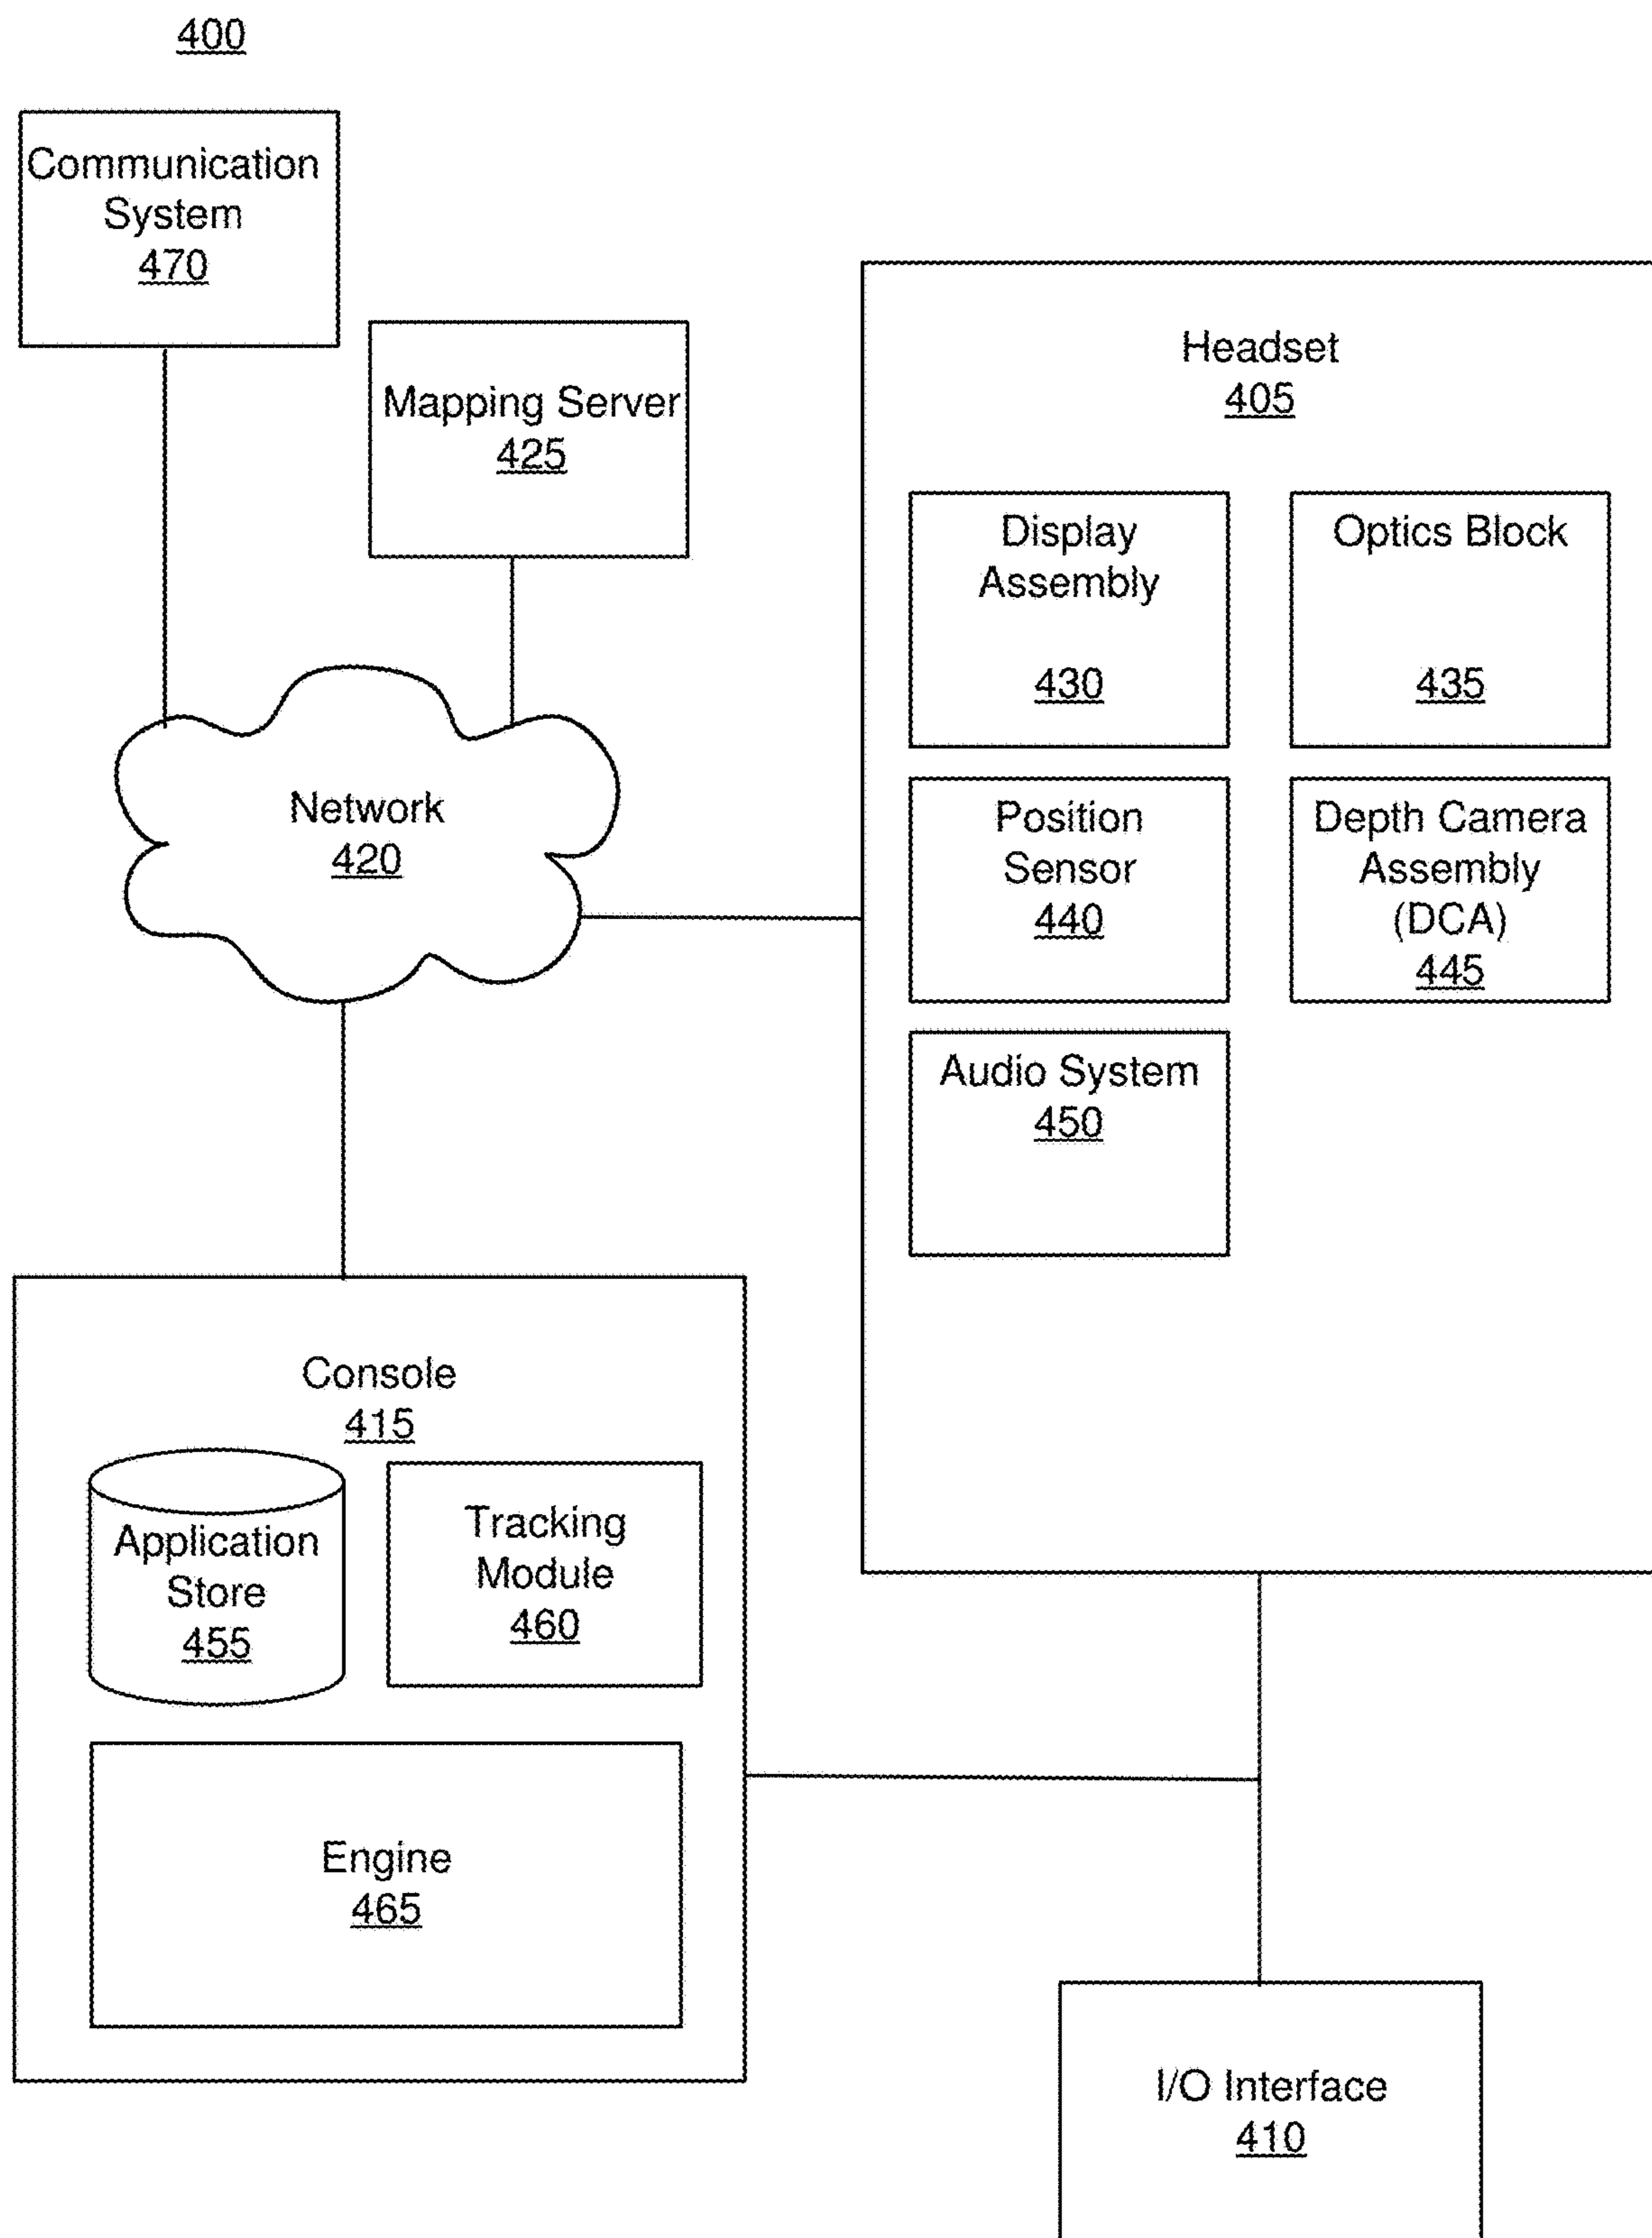 400
Communication
System
470
Mapping Server
425
Headset
405
Display
Assembly
430
Optics Block
435
Network
420
Position
Sensor
440
Depth Camera
Assembly
(DCA)
445
Audio System
450
Console
415
Application
Store
455
Tracking
Module
460
Engine
465
I/O Interface
410